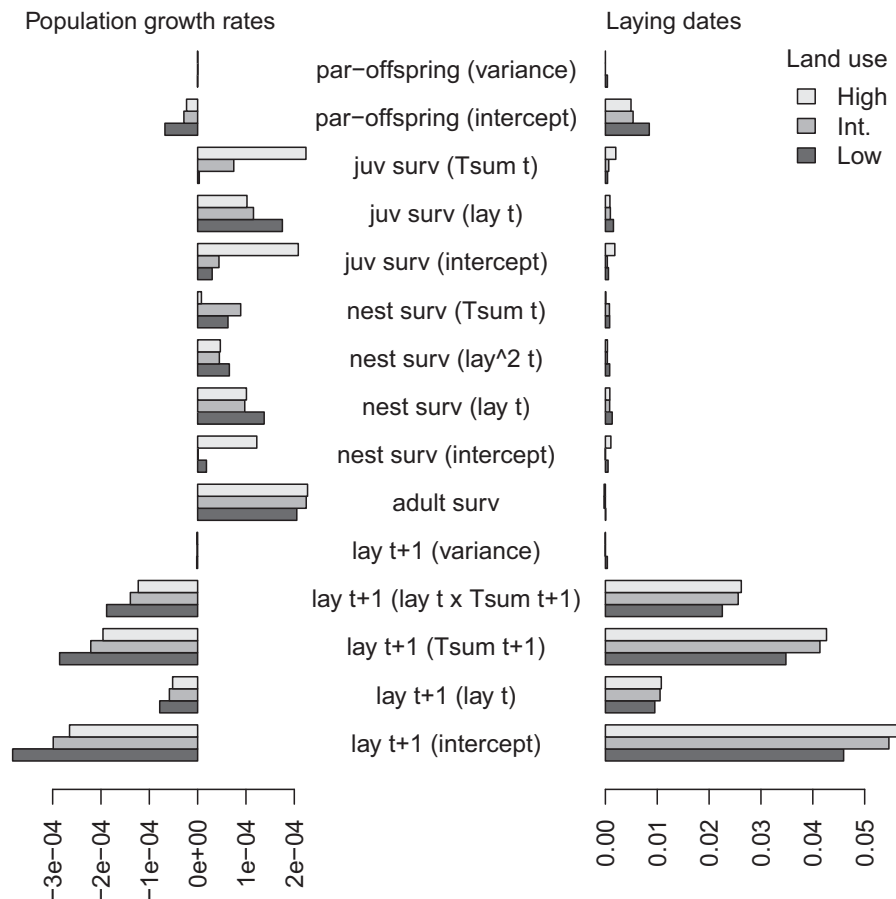 Population growth rates
Laying dates
Land use
High
Int.
Low
par−offspring (variance)
par−offspring (intercept)
juv surv (Tsum t)
juv surv (lay t)
juv surv (intercept)
nest surv (Tsum t)
nest surv (lay^2 t)
nest surv (lay t)
nest surv (intercept)
adult surv
lay t+1 (variance)
lay t+1 (lay t x Tsum t+1)
lay t+1 (Tsum t+1)
lay t+1 (lay t)
lay t+1 (intercept)
−3e−04
−2e−04
−1e−04
0e+00
2e−04
0.00
0.01
0.02
0.03
0.04
0.05